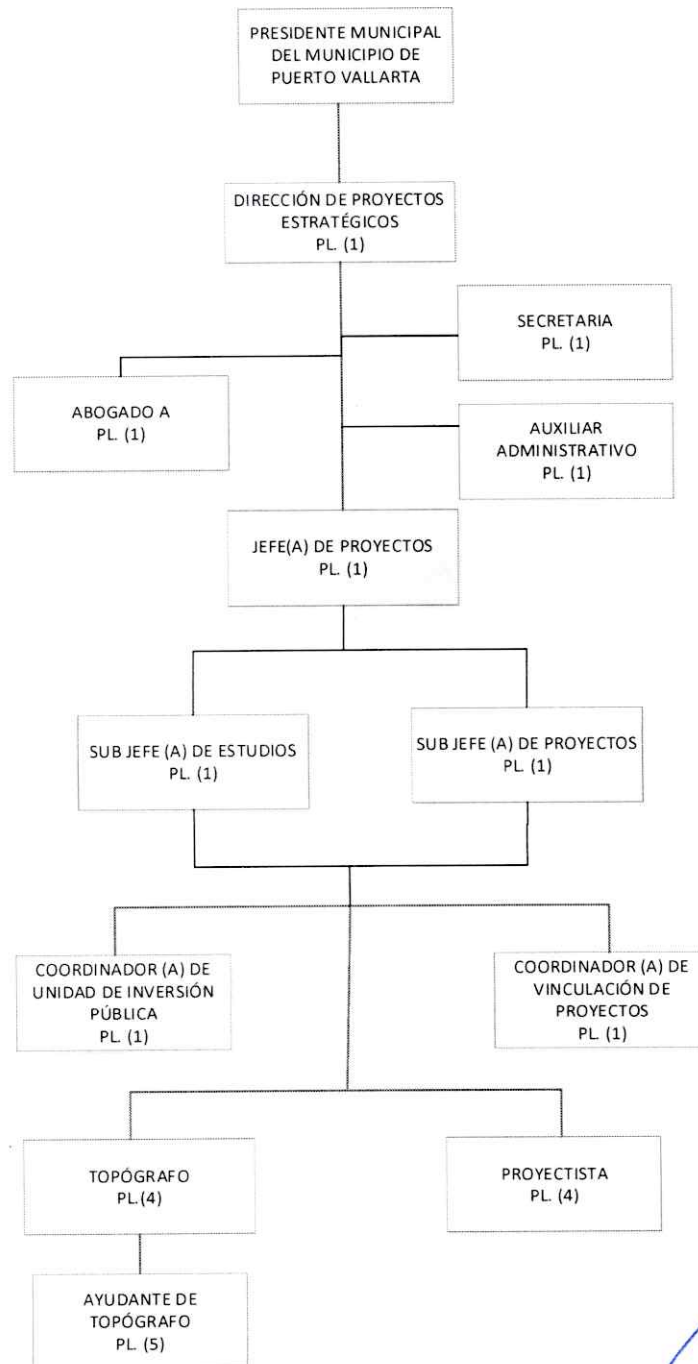 PRESIDENTE MUNICIPAL
DEL MUNICIPIO DE
PUERTO VALLARTA
DIRECCIÓN DE PROYECTOS
ESTRATÉGICOS
PL. (1)
SECRETARIA
PL. (1)
ABOGADO A
PL. (1)
AUXILIAR
ADMINISTRATIVO
PL. (1)
JEFE(A) DE PROYECTOS
PL. (1)
SUB JEFE (A) DE ESTUDIOS
PL. (1)
SUB JEFE (A) DE PROYECTOS
PL. (1)
COORDINADOR (A) DE
UNIDAD DE INVERSIÓN
PÚBLICA
PL. (1)
COORDINADOR (A) DE
VINCULACIÓN DE
PROYECTOS
PL. (1)
TOPÓGRAFO
PL.(4)
PROYECTISTA
PL. (4)
AYUDANTE DE
TOPÓGRAFO
PL. (5)